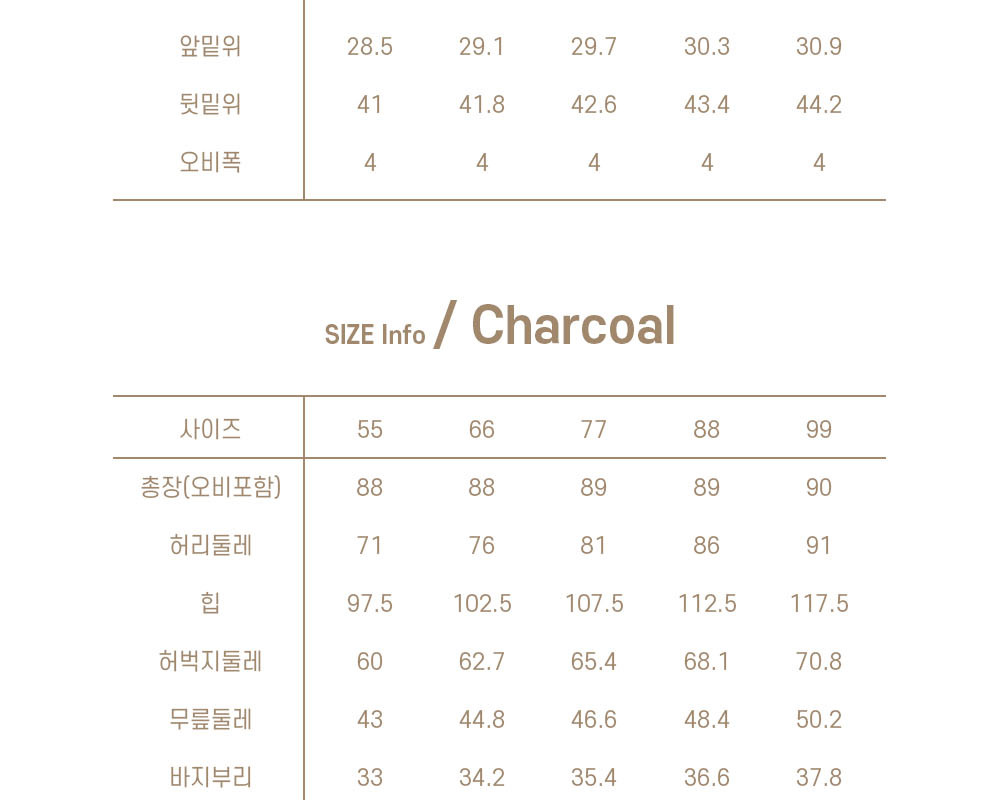 앞밑위 28.5 29.1 29.7 30.3 30.9
뒷밑위 41 41.8 42.6 43.4 44.2
오비폭 4 4 4 4 4
SIZE Info / Charcoal
사이즈 55 66 77 88 99
총장(오비포함) 88 88 89 89 90
허리둘레 71 76 81 86 91
힙 97.5 102.5 107.5 112.5 117.5
허벅지둘레 60 62.7 65.4 68.1 70.8
무릎둘레 43 44.8 46.6 48.4 50.2
바지부리 33 34.2 35.4 36.6 37.8